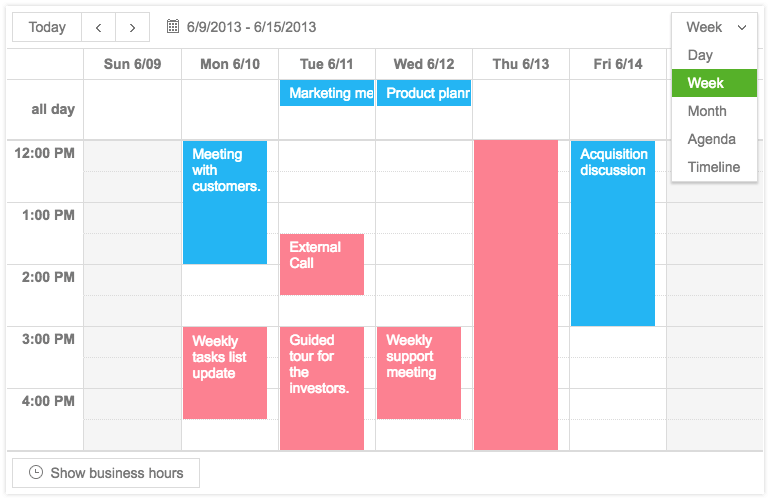 Today
6/9/2013 - 6/15/2013
Week
Day
Week
Month
Agenda
Timeline
Sun 6/09
Mon 6/10
Tue 6/11
Wed 6/12
Thu 6/13
Fri 6/14
all day
Marketing me
Product plann
12:00 PM
1:00 PM
2:00 PM
3:00 PM
4:00 PM
Meeting
with
customers.
Weekly
tasks list
update
External
Call
Guided
tour for
the
investors.
Weekly
support
meeting
Acquisition
discussion
Show business hours